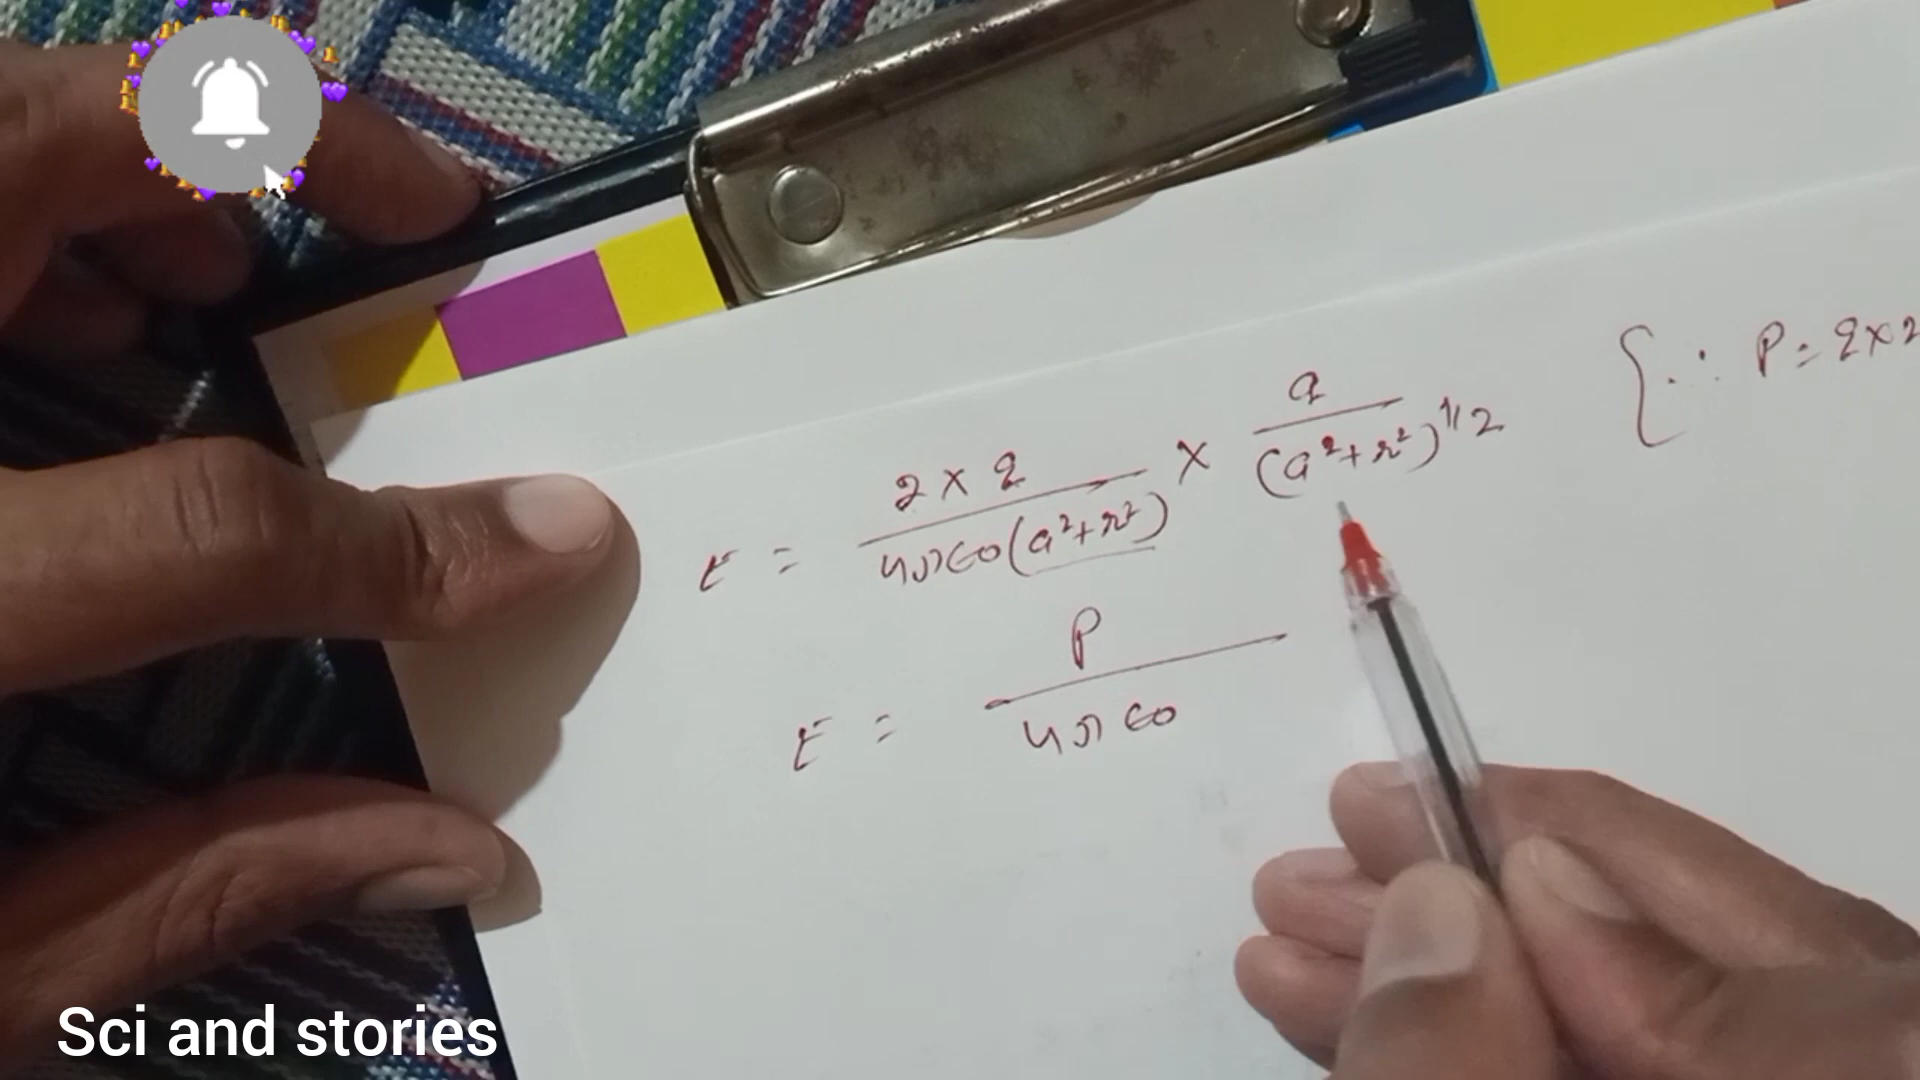 E = 2 × q / 4πϵ0(a²+r²) × a / (a²+r²)^1/2 {∴ P = q×2
E = P / 4πϵ0
Sci and stories